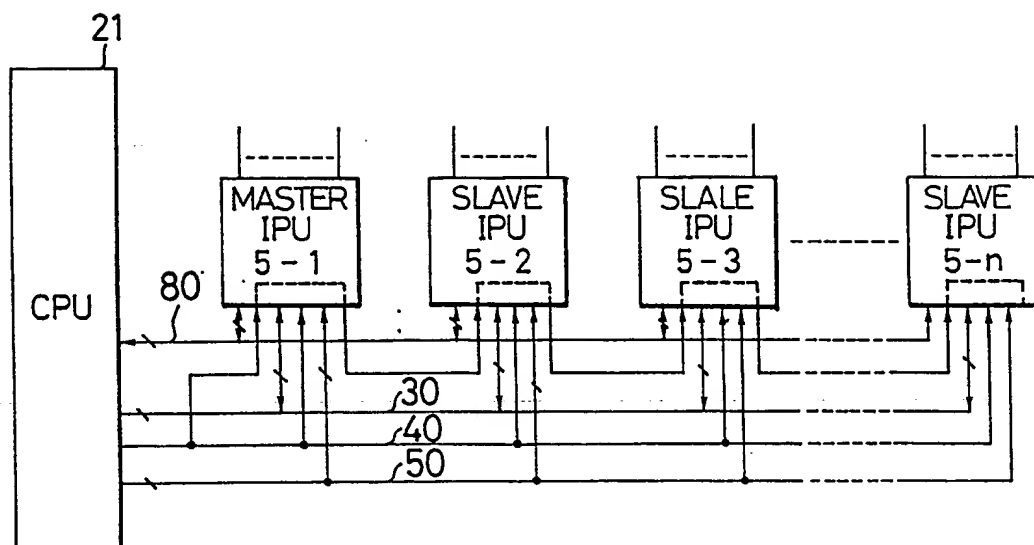 21
CPU
MASTER
IPU
5-1
SLAVE
IPU
5-2
SLALE
IPU
5-3
SLAVE
IPU
5-n
80
30
40
50